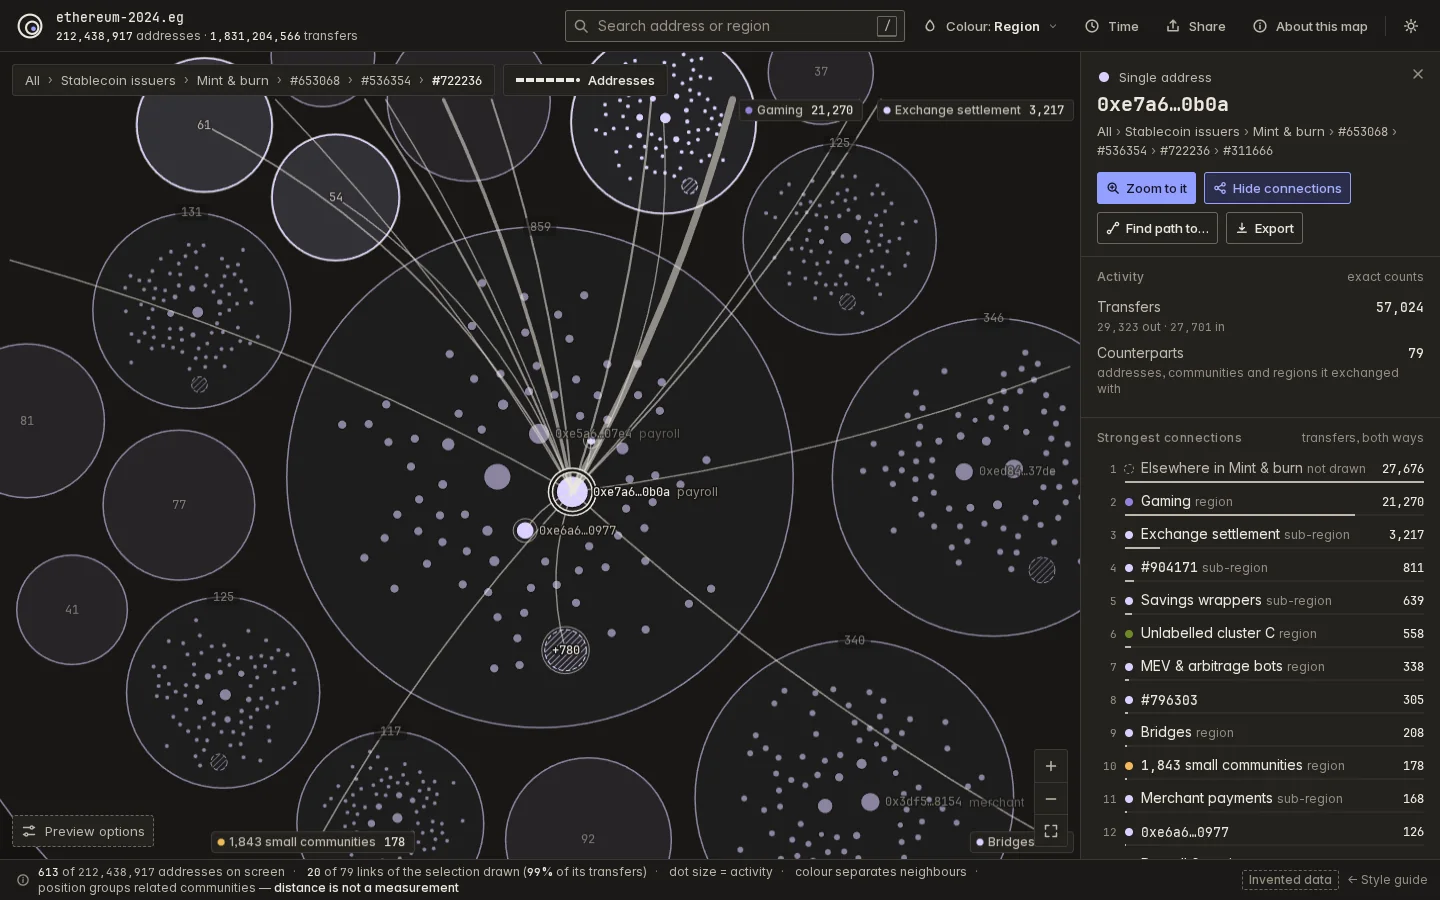 ethereum-2024.eg
212,438,917 addresses · 1,831,204,566 transfers
Search address or region /
Colour: Region
Time
Share
About this map
All › Stablecoin issuers › Mint & burn › #653068 › #536354 › #722236
Addresses
37
Gaming 21,270
Exchange settlement 3,217
61
125
54
131
859
346
81
0xe5a6…07e4 payroll
77
0xed84…37de
0xe7a6…0b0a payroll
0xe6a6…0977
41
125
+780
340
117
0x3df5…8154 merchant
92
+
−
Preview options
1,843 small communities 178
Bridges
Single address
0xe7a6…0b0a
All › Stablecoin issuers › Mint & burn › #653068 ›
#536354 › #722236 › #311666
Zoom to it
Hide connections
Find path to…
Export
Activity exact counts
Transfers 57,024
29,323 out · 27,701 in
Counterparts 79
addresses, communities and regions it exchanged
with
Strongest connections transfers, both ways
1 Elsewhere in Mint & burn not drawn 27,676
2 Gaming region 21,270
3 Exchange settlement sub-region 3,217
4 #904171 sub-region 811
5 Savings wrappers sub-region 639
6 Unlabelled cluster C region 558
7 MEV & arbitrage bots region 338
8 #796303 305
9 Bridges region 208
10 1,843 small communities region 178
11 Merchant payments sub-region 168
12 0xe6a6…0977 126
613 of 212,438,917 addresses on screen · 20 of 79 links of the selection drawn (99% of its transfers) · dot size = activity · colour separates neighbours ·
position groups related communities — distance is not a measurement
Invented data
← Style guide